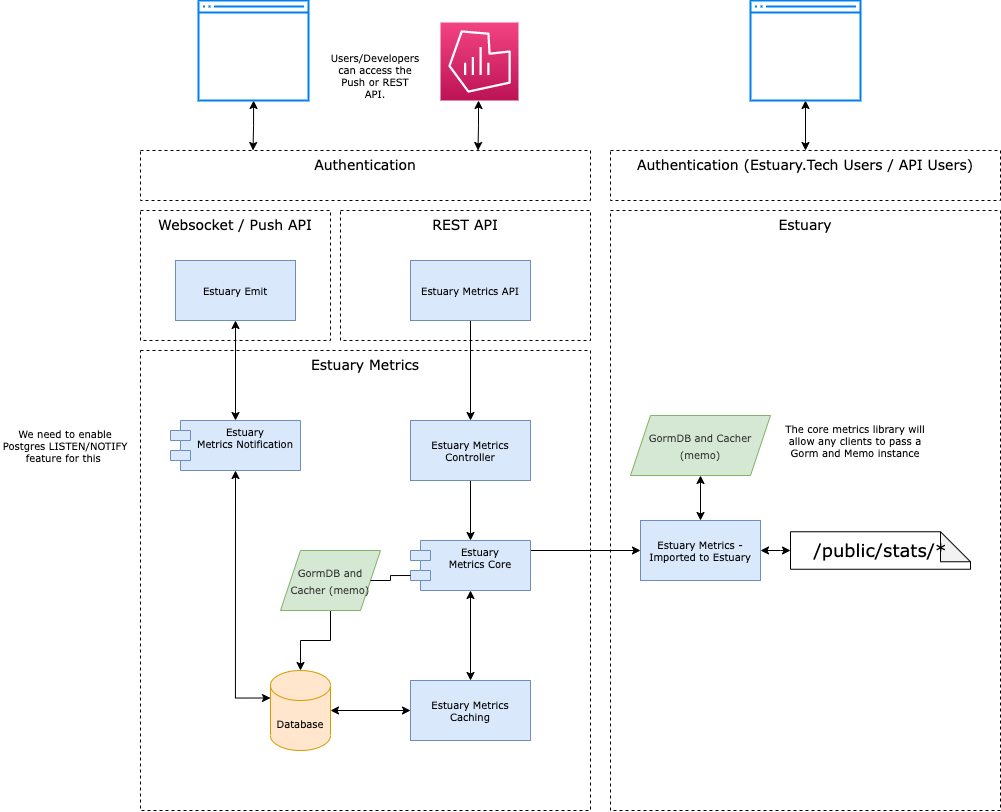 Users/Developers
can access the
Push or REST
API.
Authentication
Authentication (Estuary.Tech Users / API Users)
Websocket / Push API
REST API
Estuary
Estuary Emit
Estuary Metrics API
Estuary Metrics
We need to enable
Postgres LISTEN/NOTIFY
feature for this
Estuary
Metrics Notification
Estuary Metrics
Controller
GormDB and Cacher
(memo)
The core metrics library will
allow any clients to pass a
Gorm and Memo instance
Estuary
Metrics Core
Estuary Metrics -
Imported to Estuary
/public/stats/*
GormDB and
Cacher (memo)
Database
Estuary Metrics
Caching